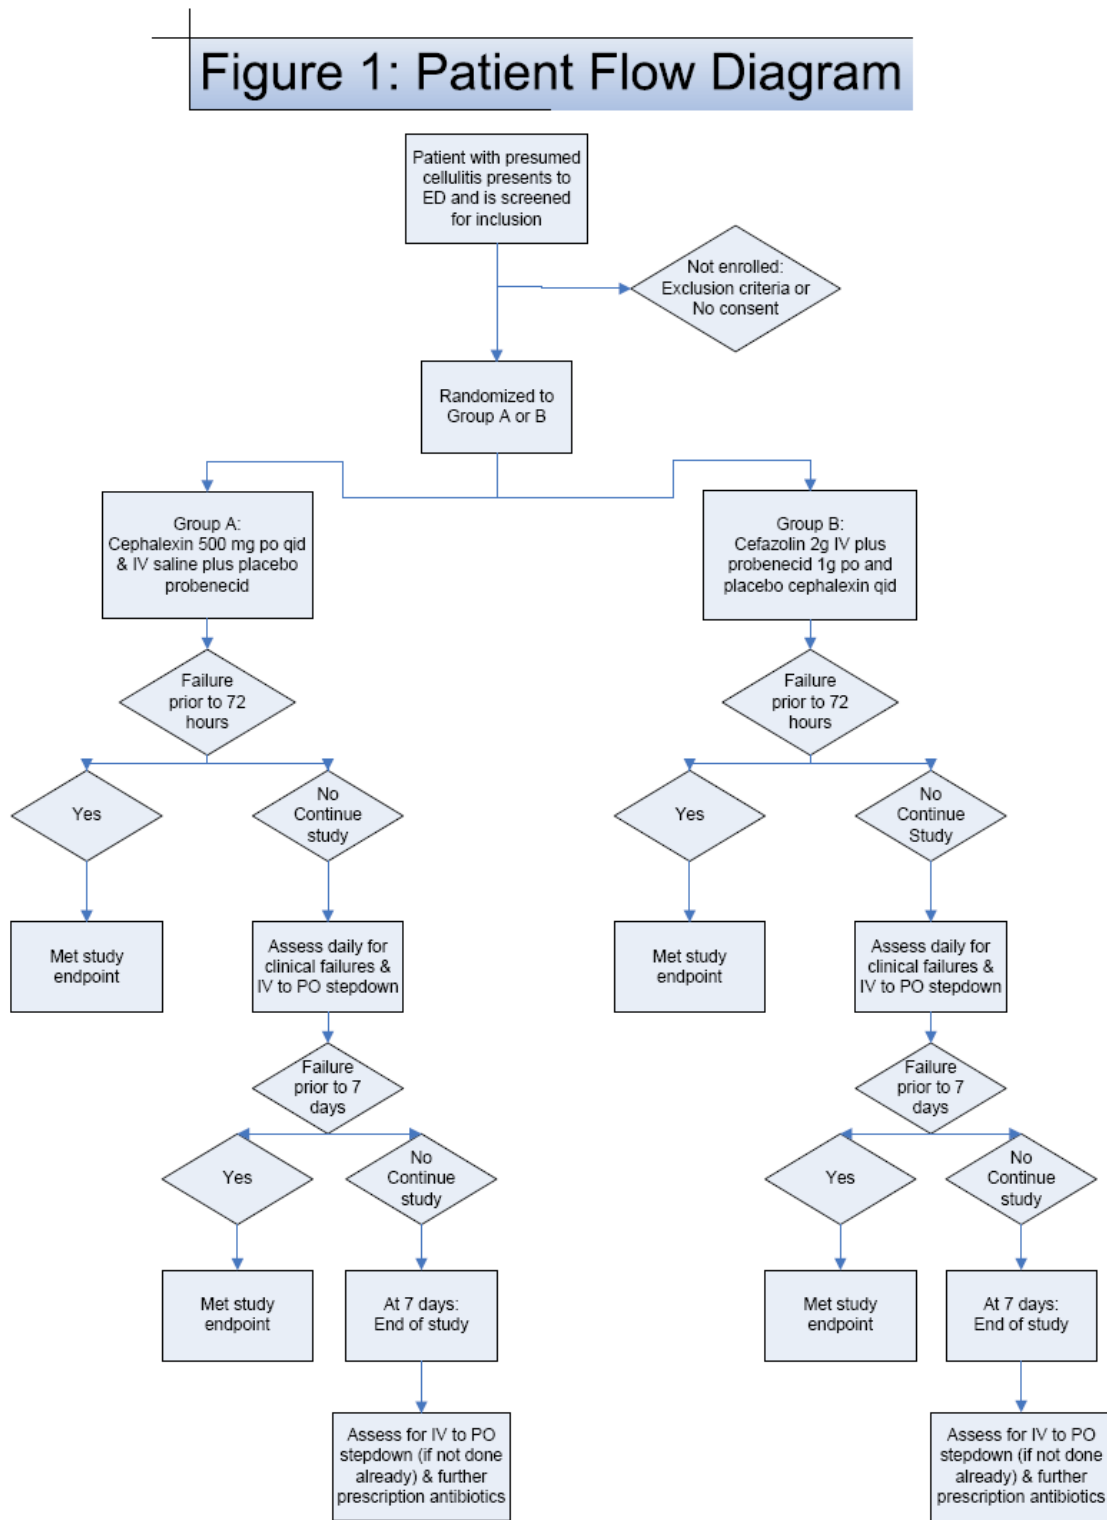 Figure 1: Patient Flow Diagram
Patient with presumed
cellulitis presents to
ED and is screened
for inclusion
Not enrolled:
Exclusion criteria or
No consent
Randomized to
Group A or B
Group A:
Cephalexin 500 mg po qid
& IV saline plus placebo
probenecid
Group B:
Cefazolin 2g IV plus
probenecid 1g po and
placebo cephalexin qid
Failure
prior to 72
hours
Failure
prior to 72
hours
Yes
No
Continue
study
Yes
No
Continue
Study
Met study
endpoint
Assess daily for
clinical failures &
IV to PO stepdown
Met study
endpoint
Assess daily for
clinical failures &
IV to PO stepdown
Failure
prior to 7
days
Failure
prior to 7
days
Yes
No
Continue
study
Yes
No
Continue
study
Met study
endpoint
At 7 days:
End of study
Met study
endpoint
At 7 days:
End of study
Assess for IV to PO
stepdown (if not done
already) & further
prescription antibiotics
Assess for IV to PO
stepdown (if not done
already) & further
prescription antibiotics